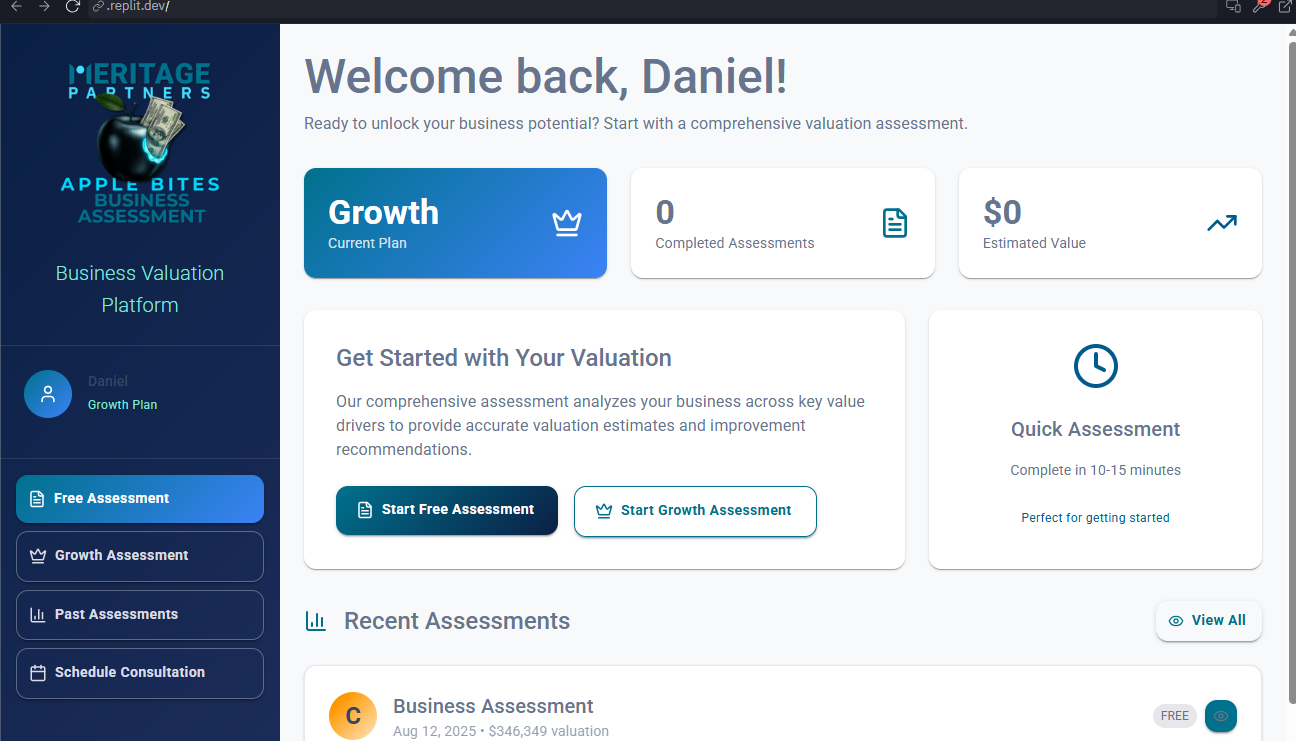 .replit.dev/
MERITAGE
PARTNERS
APPLE BITES
BUSINESS
ASSESSMENT
Business Valuation
Platform
Daniel
Growth Plan
Free Assessment
Growth Assessment
Past Assessments
Schedule Consultation
Welcome back, Daniel!
Ready to unlock your business potential? Start with a comprehensive valuation assessment.
Growth
Current Plan
0
Completed Assessments
$0
Estimated Value
Get Started with Your Valuation
Our comprehensive assessment analyzes your business across key value
drivers to provide accurate valuation estimates and improvement
recommendations.
Start Free Assessment
Start Growth Assessment
Quick Assessment
Complete in 10-15 minutes
Perfect for getting started
Recent Assessments
View All
C
Business Assessment
Aug 12, 2025 • $346,349 valuation
FREE